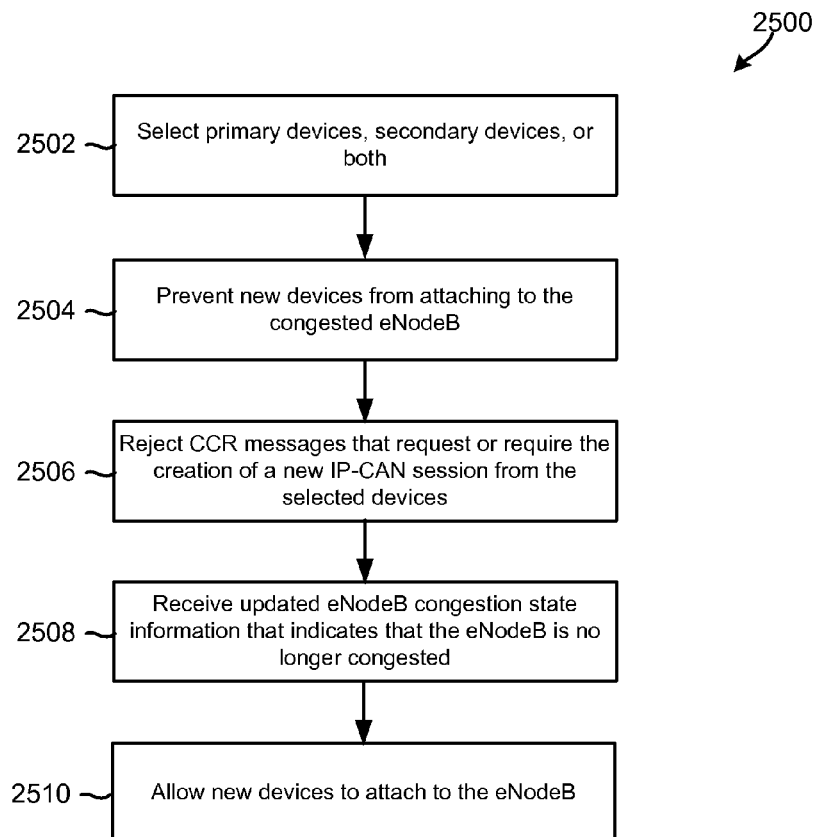 2500
2502
Select primary devices, secondary devices, or
both
2504
Prevent new devices from attaching to the
congested eNodeB
2506
Reject CCR messages that request or require the
creation of a new IP-CAN session from the
selected devices
2508
Receive updated eNodeB congestion state
information that indicates that the eNodeB is no
longer congested
2510
Allow new devices to attach to the eNodeB